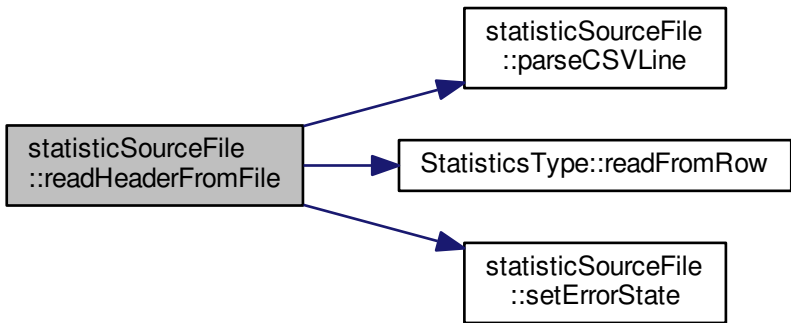 statisticSourceFile
::readHeaderFromFile
statisticSourceFile
::parseCSVLine
StatisticsType::readFromRow
statisticSourceFile
::setErrorState